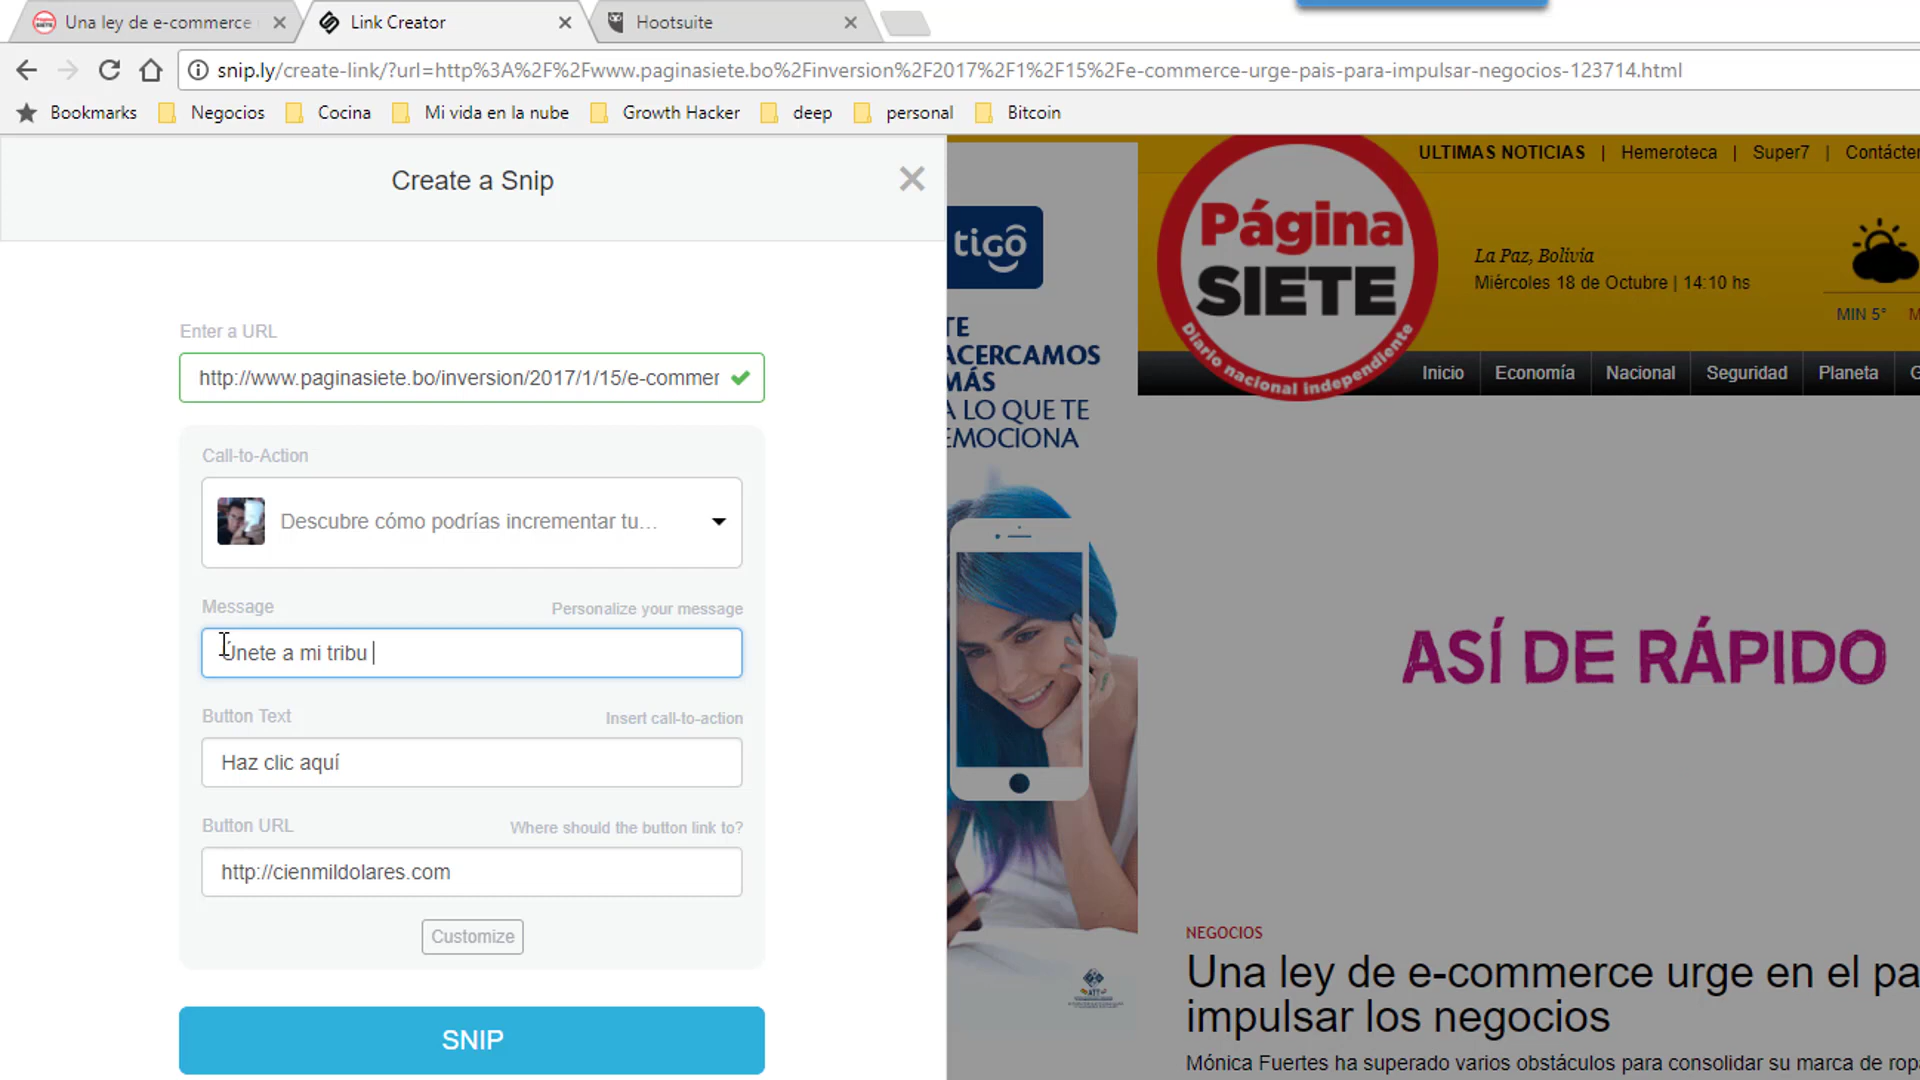 Una ley de e-commerce
Link Creator
Hootsuite
snip.ly/create-link/?url=http%3A%2F%2Fwww.paginasiete.bo%2Finversion%2F2017%2F1%2F15%2Fe-commerce-urge-pais-para-impulsar-negocios-123714.html
Bookmarks
Negocios
Cocina
Mi vida en la nube
Growth Hacker
deep
personal
Bitcoin
Create a Snip
Enter a URL
http://www.paginasiete.bo/inversion/2017/1/15/e-commer
Call-to-Action
Descubre cómo podrías incrementar tu...
Message
Personalize your message
Únete a mi tribu
Button Text
Insert call-to-action
Haz clic aquí
Button URL
Where should the button link to?
http://cienmildolares.com
Customize
SNIP
tigo
TE
ACERCAMOS
MÁS
A LO QUE TE
EMOCIONA
ATT
ULTIMAS NOTICIAS | Hemeroteca | Super7 | Contácter
Página
SIETE
Diario nacional independiente
La Paz, Bolivia
Miércoles 18 de Octubre | 14:10 hs
MIN 5° M
Inicio
Economía
Nacional
Seguridad
Planeta
G
ASÍ DE RÁPIDO
NEGOCIOS
Una ley de e-commerce urge en el pa
impulsar los negocios
Mónica Fuertes ha superado varios obstáculos para consolidar su marca de rop